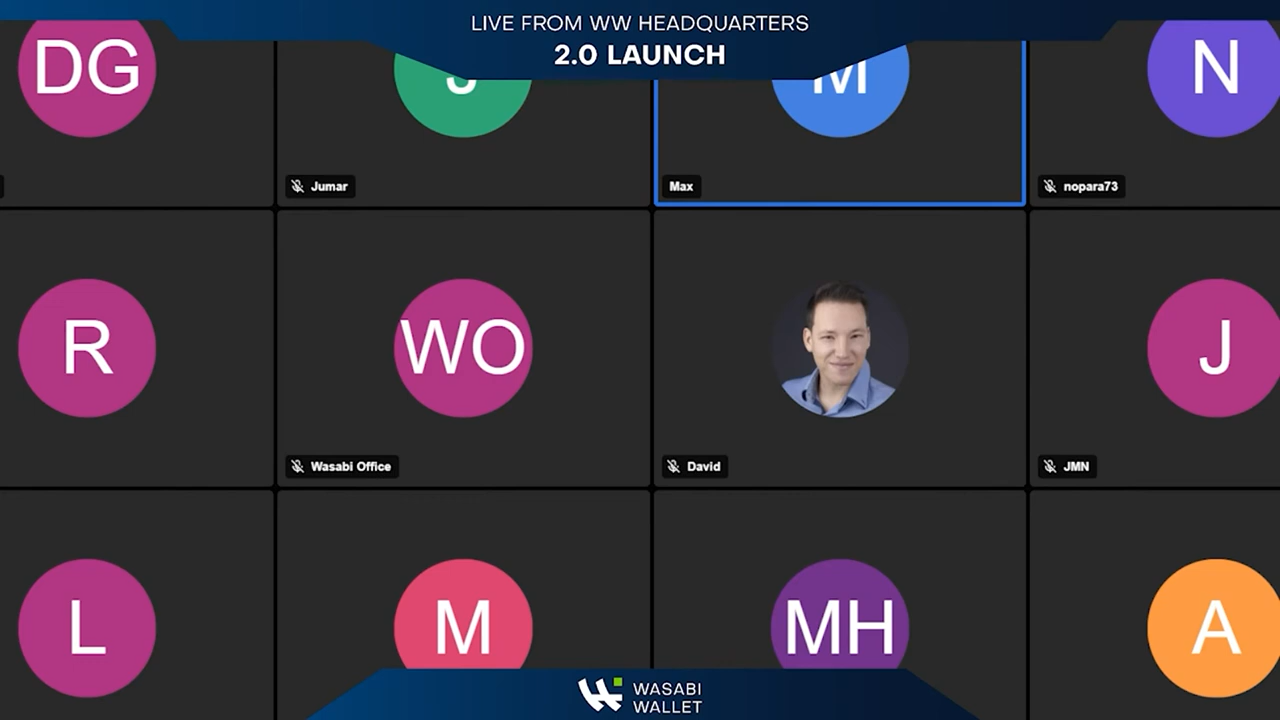 LIVE FROM WW HEADQUARTERS
2.0 LAUNCH
DG
J
M
N
Jumar
Max
nopara73
R
WO
J
Wasabi Office
David
JMN
L
M
MH
A
WASABI
WALLET